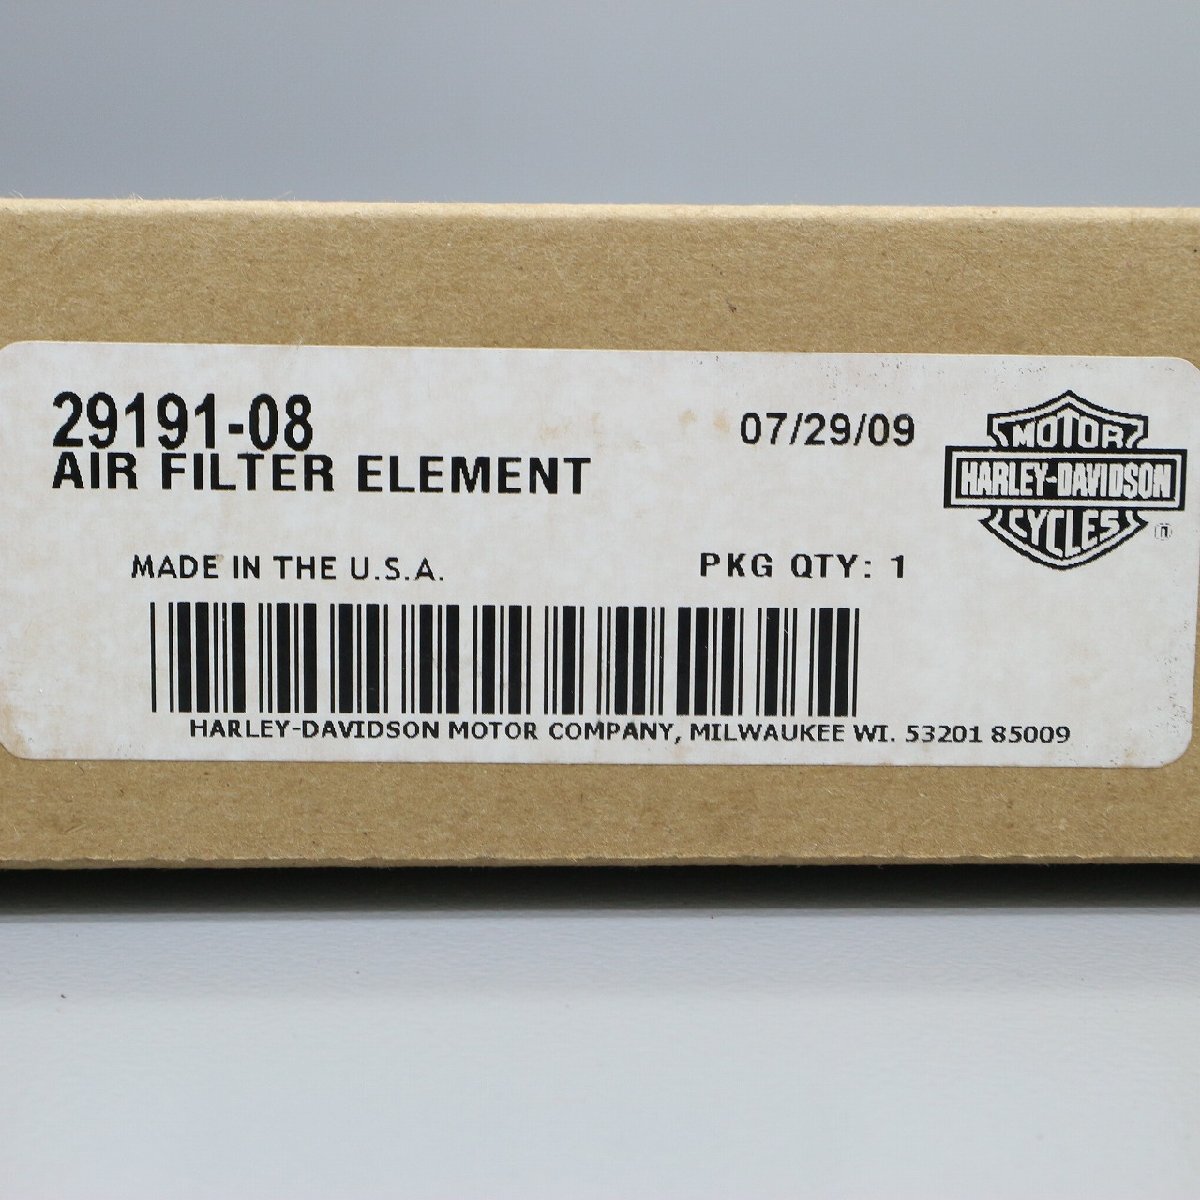 29191-08
07/29/09
AIR FILTER ELEMENT
MOTOR
HARLEY-DAVIDSON
CYCLES
MADE IN THE U.S.A.
PKG QTY: 1
HARLEY-DAVIDSON MOTOR COMPANY, MILWAUKEE WI. 53201 85009